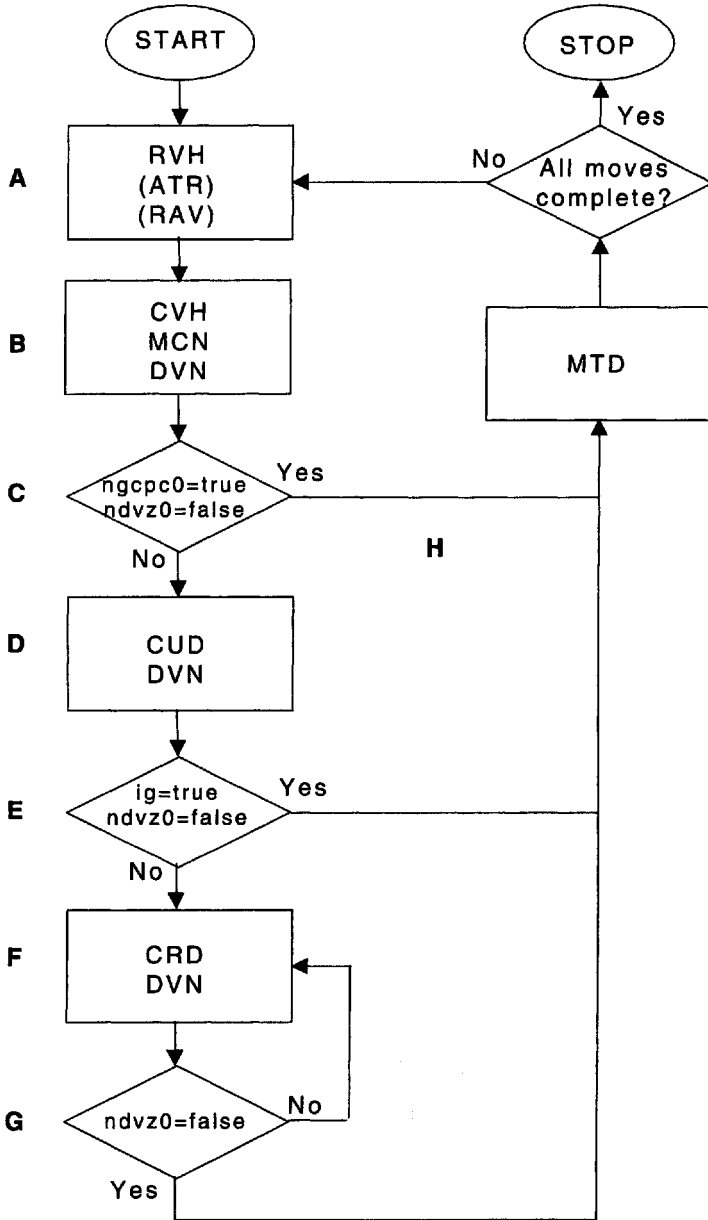 START
STOP
Yes
No
All moves
complete?
A
RVH
(ATR)
(RAV)
B
CVH
MCN
DVN
MTD
C
ngcpc0=true
ndvz0=false
Yes
No
H
D
CUD
DVN
E
ig=true
ndvz0=false
Yes
No
F
CRD
DVN
G
ndvz0=false
No
Yes